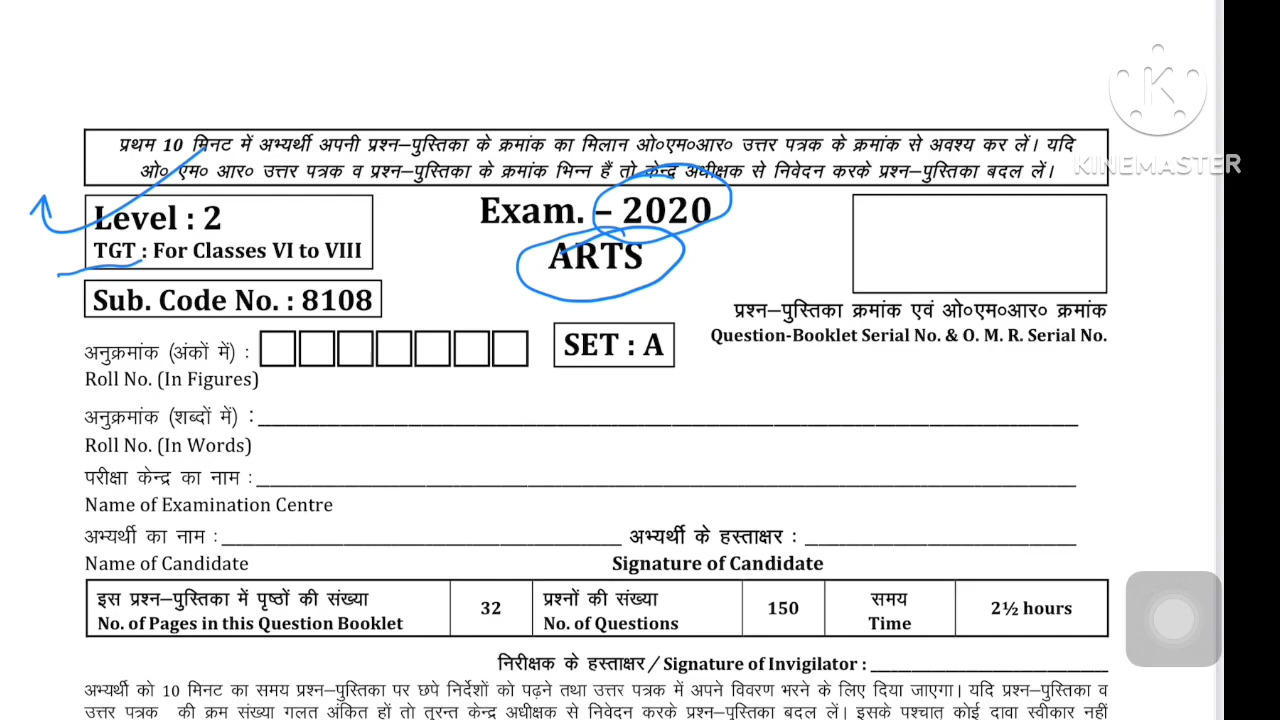 प्रथम 10 मिनट में अभ्यर्थी अपनी प्रश्न–पुस्तिका के क्रमांक का मिलान ओ०एम०आर० उत्तर पत्रक के क्रमांक से अवश्य कर लें। यदि
ओ० एम० आर० उत्तर पत्रक व प्रश्न–पुस्तिका के क्रमांक भिन्न हैं तो केन्द्र अधीक्षक से निवेदन करके प्रश्न–पुस्तिका बदल लें।
KINEMASTER
Level : 2
TGT : For Classes VI to VIII
Exam. – 2020
ARTS
Sub. Code No. : 8108
प्रश्न–पुस्तिका क्रमांक एवं ओ०एम०आर० क्रमांक
Question-Booklet Serial No. & O. M. R. Serial No.
अनुक्रमांक (अंकों में) :
Roll No. (In Figures)
SET : A
अनुक्रमांक (शब्दों में) :
Roll No. (In Words)
परीक्षा केन्द्र का नाम :
Name of Examination Centre
अभ्यर्थी का नाम : अभ्यर्थी के हस्ताक्षर :
Name of Candidate Signature of Candidate
इस प्रश्न–पुस्तिका में पृष्ठों की संख्या
No. of Pages in this Question Booklet
32
प्रश्नों की संख्या
No. of Questions
150
समय
Time
2½ hours
निरीक्षक के हस्ताक्षर / Signature of Invigilator :
अभ्यर्थी को 10 मिनट का समय प्रश्न–पुस्तिका पर छपे निर्देशों को पढ़ने तथा उत्तर पत्रक में अपने विवरण भरने के लिए दिया जाएगा। यदि प्रश्न–पुस्तिका व
उत्तर पत्रक की क्रम संख्या गलत अंकित हों तो तुरन्त केन्द्र अधीक्षक से निवेदन करके प्रश्न–पुस्तिका बदल लें। इसके पश्चात् कोई दावा स्वीकार नहीं